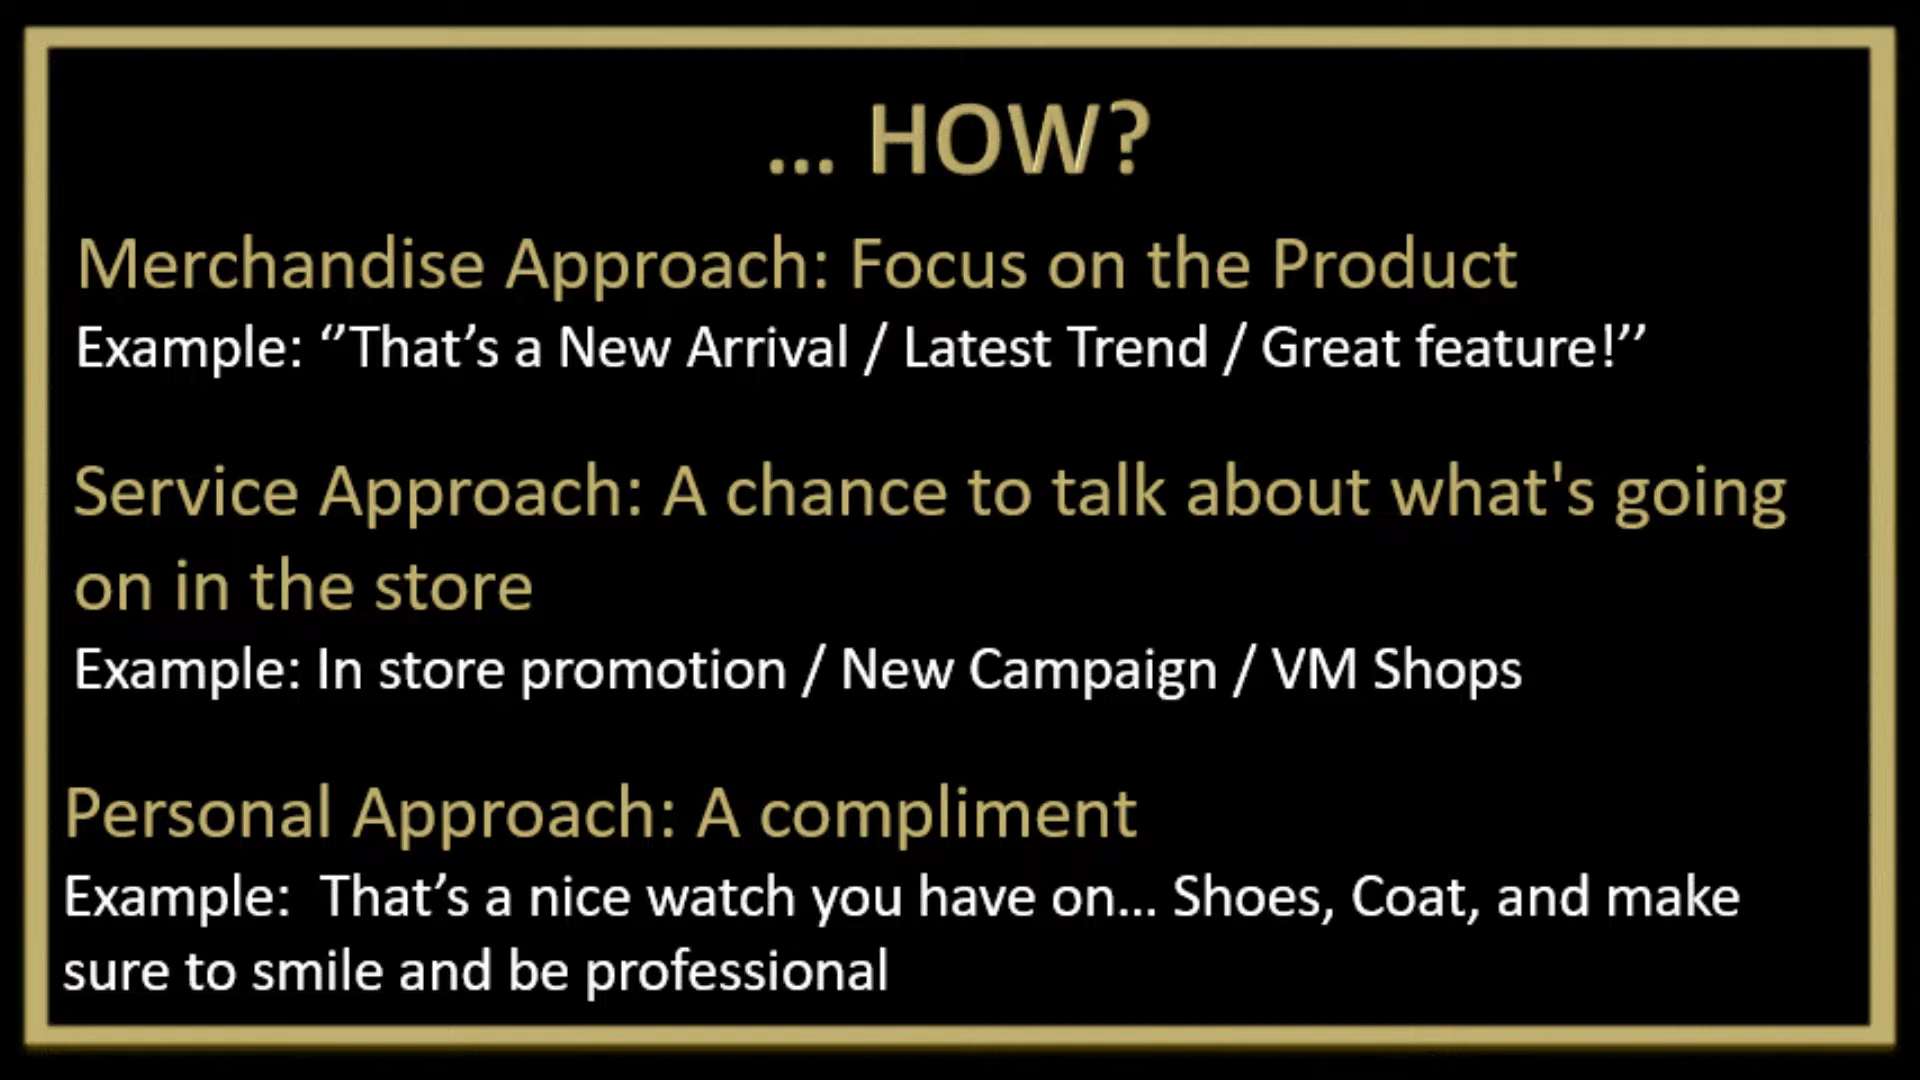 ... HOW?
Merchandise Approach: Focus on the Product
Example: ‘’That’s a New Arrival / Latest Trend / Great feature!’’
Service Approach: A chance to talk about what's going
on in the store
Example: In store promotion / New Campaign / VM Shops
Personal Approach: A compliment
Example:  That’s a nice watch you have on... Shoes, Coat, and make
sure to smile and be professional